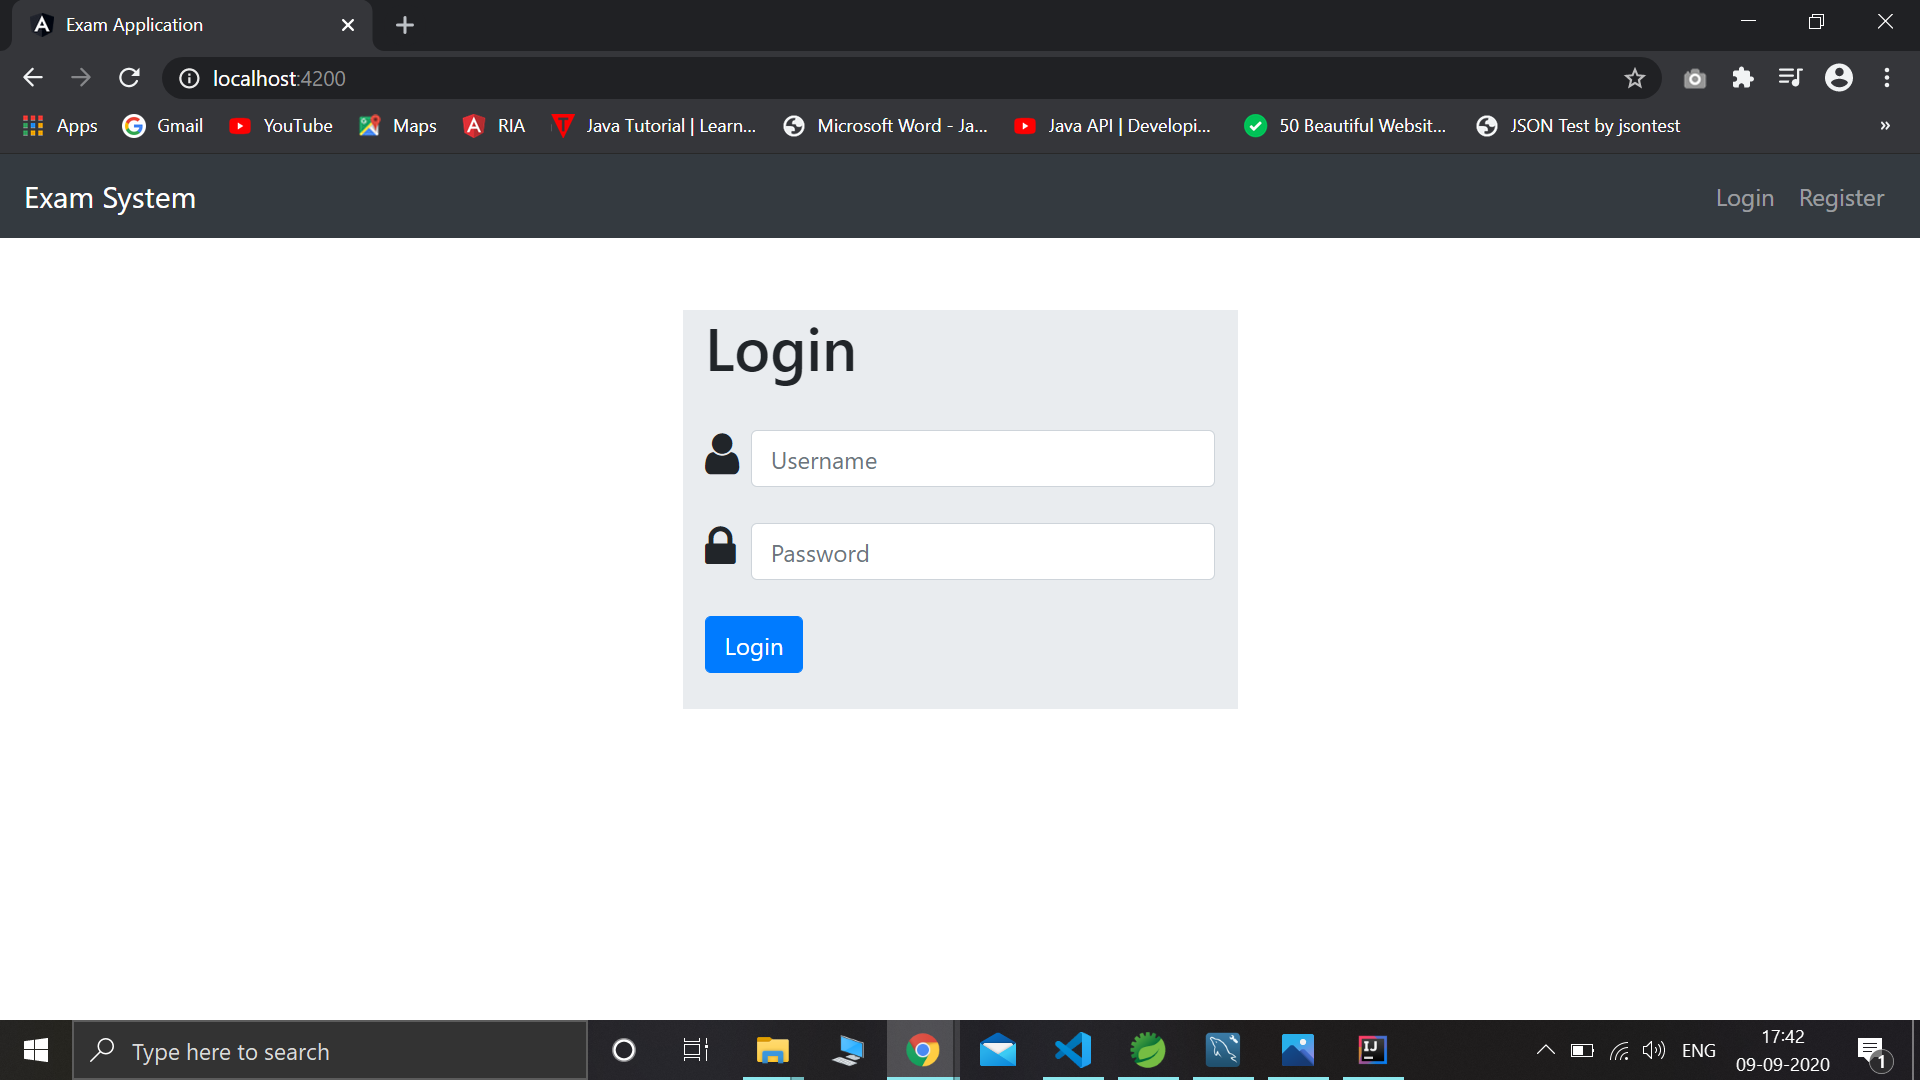 Exam Application
localhost:4200
Apps Gmail YouTube Maps RIA Java Tutorial | Learn... Microsoft Word - Ja... Java API | Developi... 50 Beautiful Websit... JSON Test by jsontest »
Exam System Login Register
Login
Username
Password
Login
Type here to search
ENG
17:42
09-09-2020
1